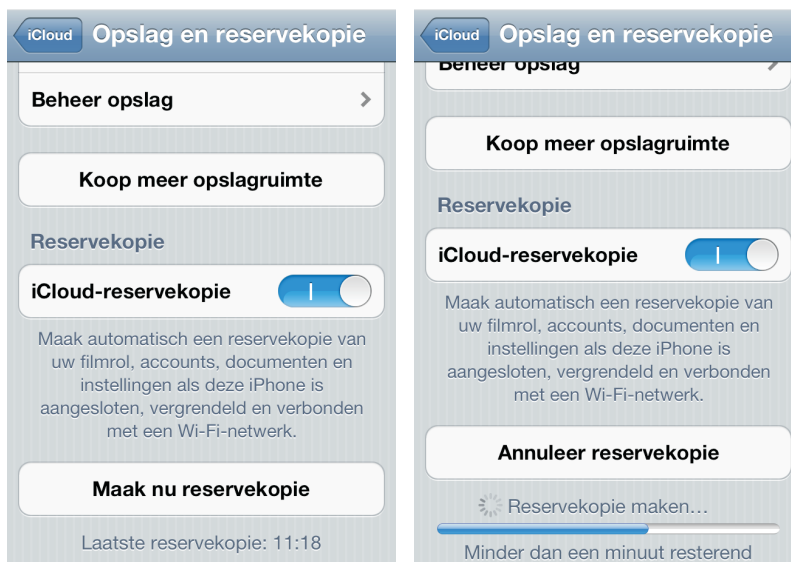 iCloud
Opslag en reservekopie
Beheer opslag
Koop meer opslagruimte
Reservekopie
iCloud-reservekopie
Maak automatisch een reservekopie van
uw filmrol, accounts, documenten en
instellingen als deze iPhone is
aangesloten, vergrendeld en verbonden
met een Wi-Fi-netwerk.
Maak nu reservekopie
Laatste reservekopie: 11:18
iCloud
Opslag en reservekopie
Beheer opslag
Koop meer opslagruimte
Reservekopie
iCloud-reservekopie
Maak automatisch een reservekopie van
uw filmrol, accounts, documenten en
instellingen als deze iPhone is
aangesloten, vergrendeld en verbonden
met een Wi-Fi-netwerk.
Annuleer reservekopie
Reservekopie maken...
Minder dan een minuut resterend